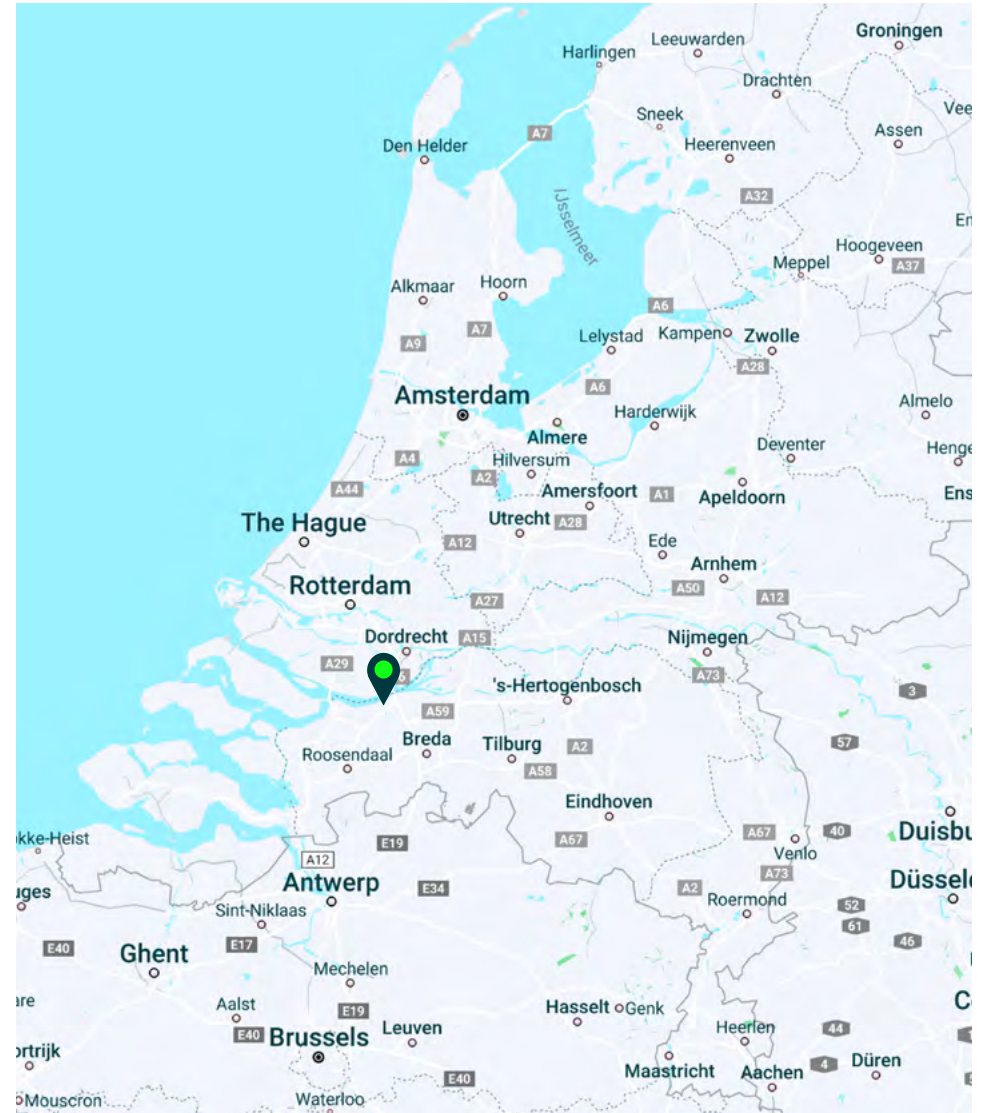 Groningen
Leeuwarden
Harlingen
Drachten
Sneek
Assen
A7
Den Helder
Heerenveen
A32
IJsselmeer
Hoogeveen
Meppel
A37
Alkmaar
Hoorn
A6
A7
Lelystad
Kampen
Zwolle
A9
A28
A6
Amsterdam
Almelo
Harderwijk
Almere
Deventer
A4
Hilversum
A2
A44
Amersfoort
A1
Apeldoorn
The Hague
Utrecht
A28
A12
Ede
Arnhem
Rotterdam
A50
A27
A12
Dordrecht
A15
Nijmegen
A29
A73
's-Hertogenbosch
3
A59
Breda
Tilburg
A2
57
Roosendaal
A58
Eindhoven
A67
A67
40
E19
Venlo
A12
A73
Antwerp
E34
A2
Roermond
52
Sint-Niklaas
61
E40
E17
46
Ghent
Mechelen
Aalst
E19
Hasselt
Genk
E40
Brussels
Leuven
Heerlen
44
Maastricht
Aachen
4
Düren
E40
Mouscron
Waterloo